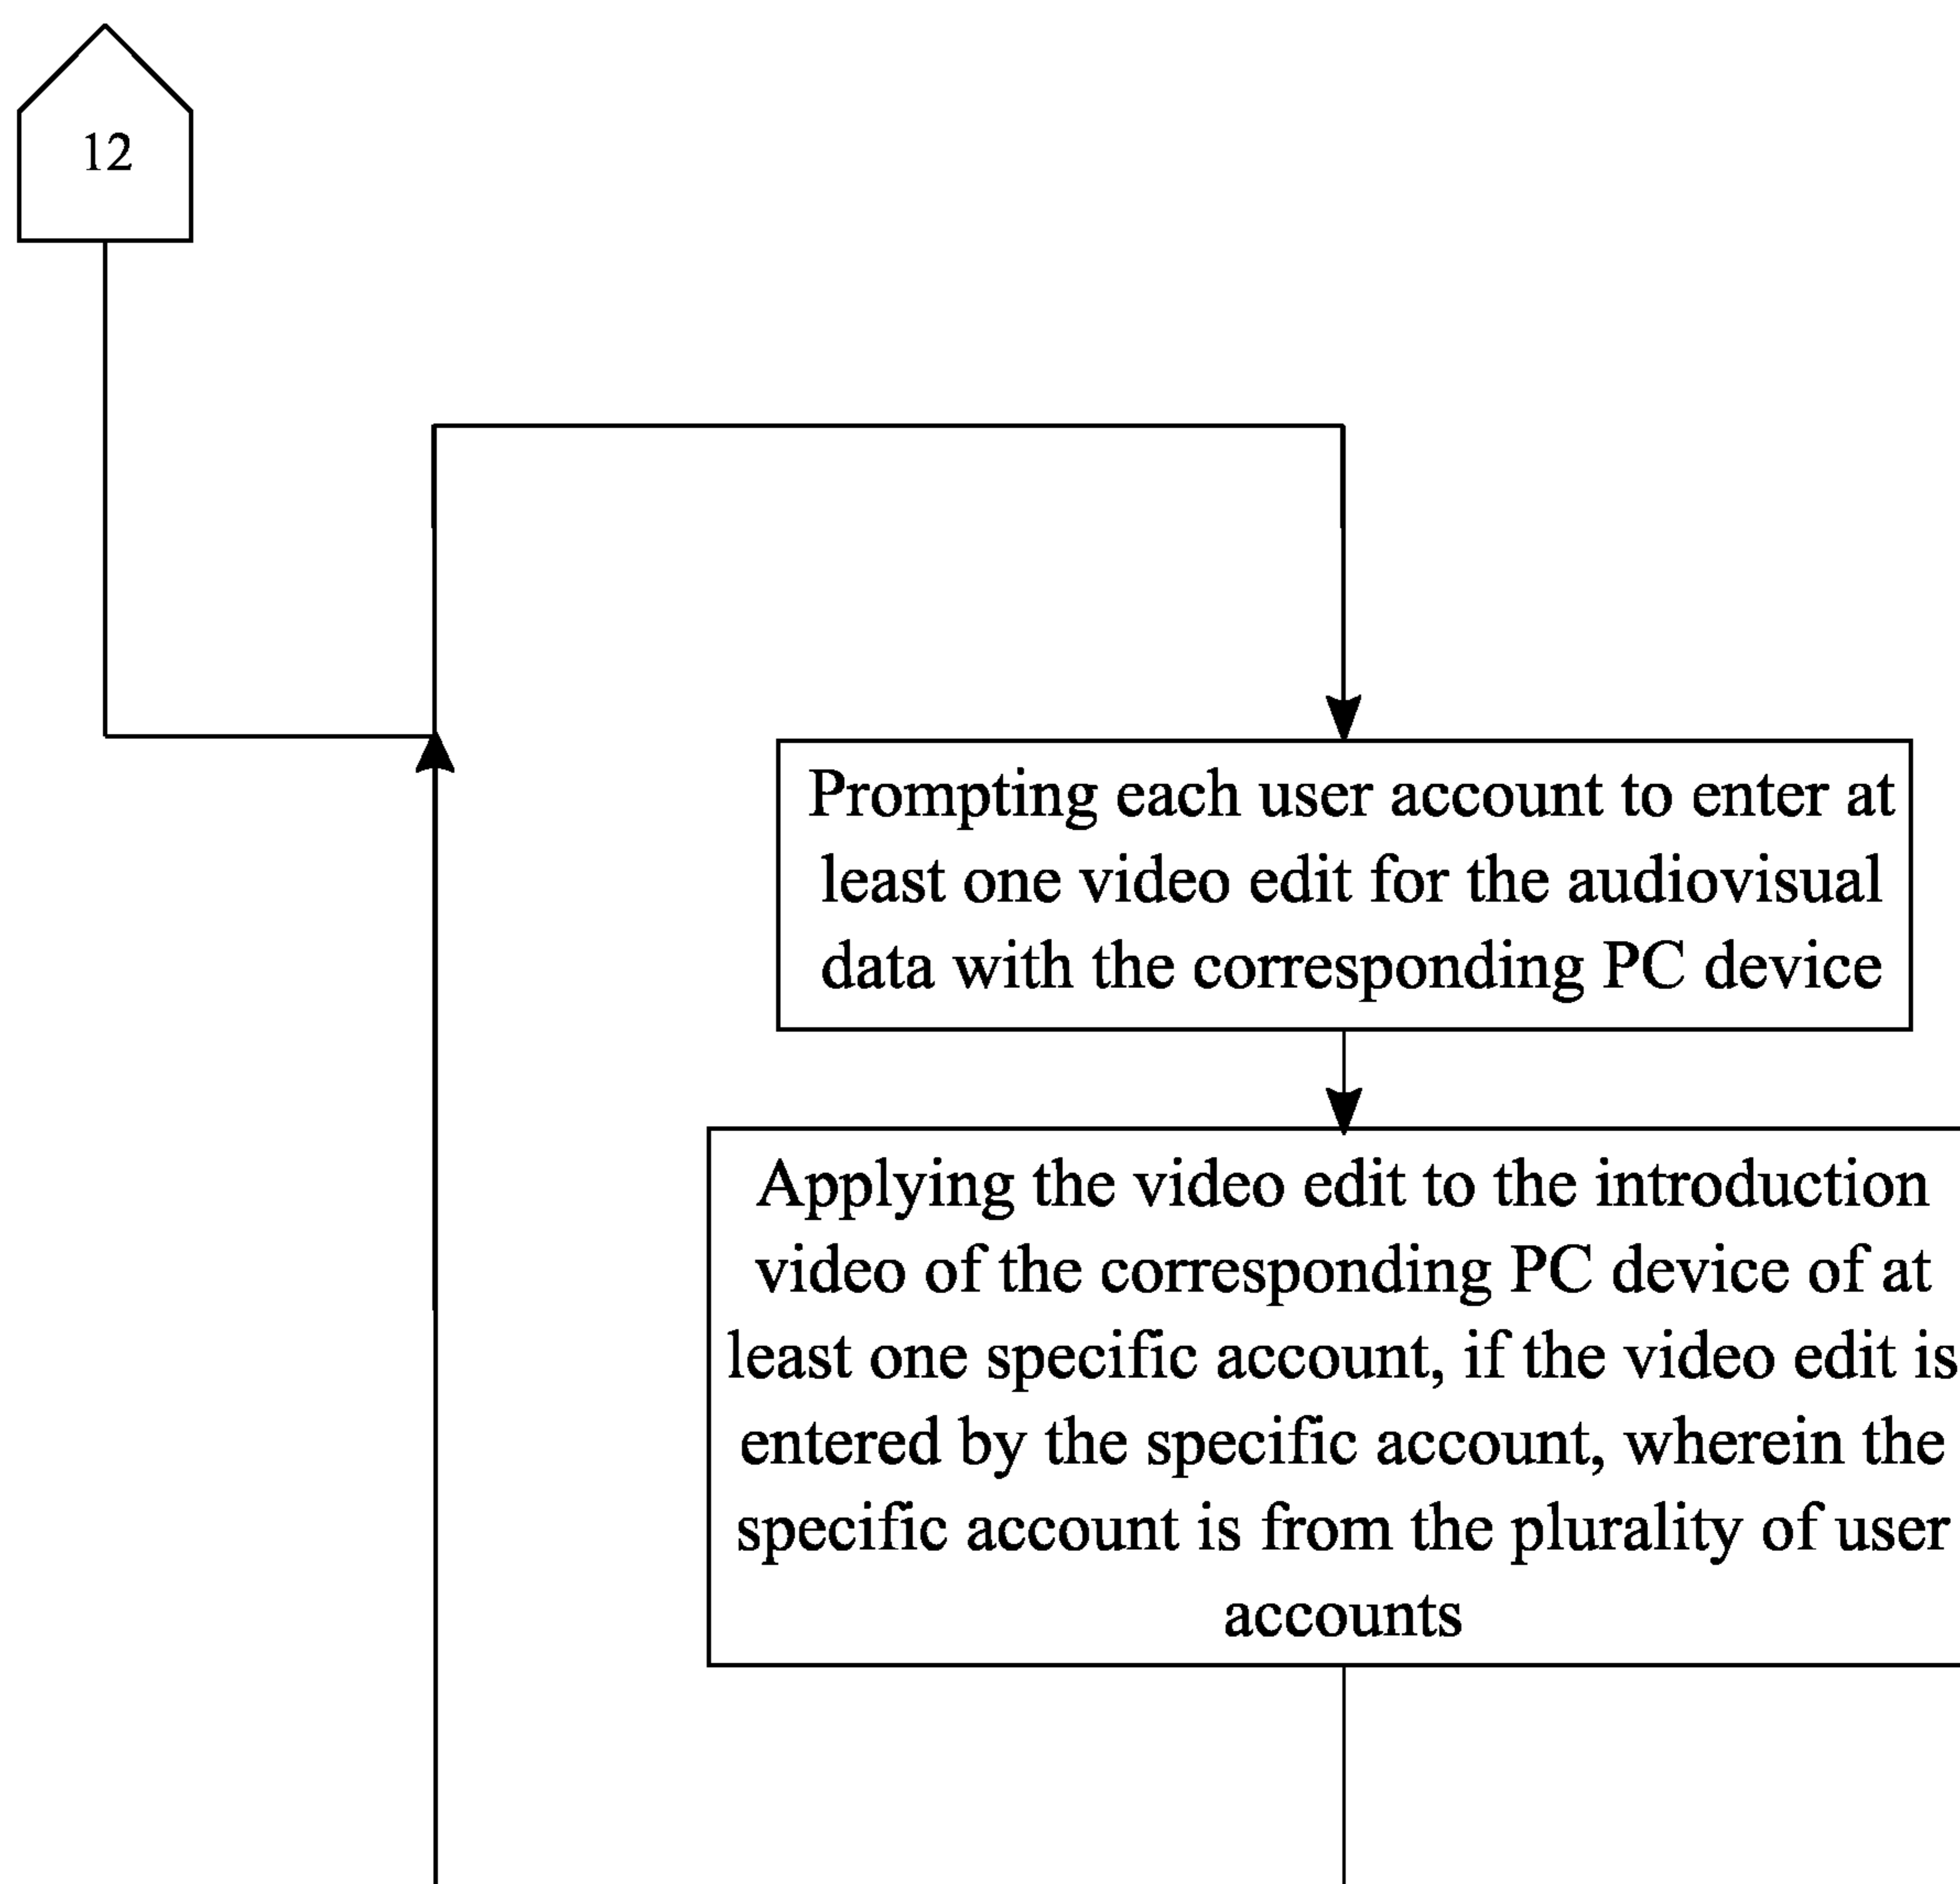 12
Prompting each user account to enter at
least one video edit for the audiovisual
data with the corresponding PC device
Applying the video edit to the introduction
video of the corresponding PC device of at
least one specific account, if the video edit is
entered by the specific account, wherein the
specific account is from the plurality of user
accounts